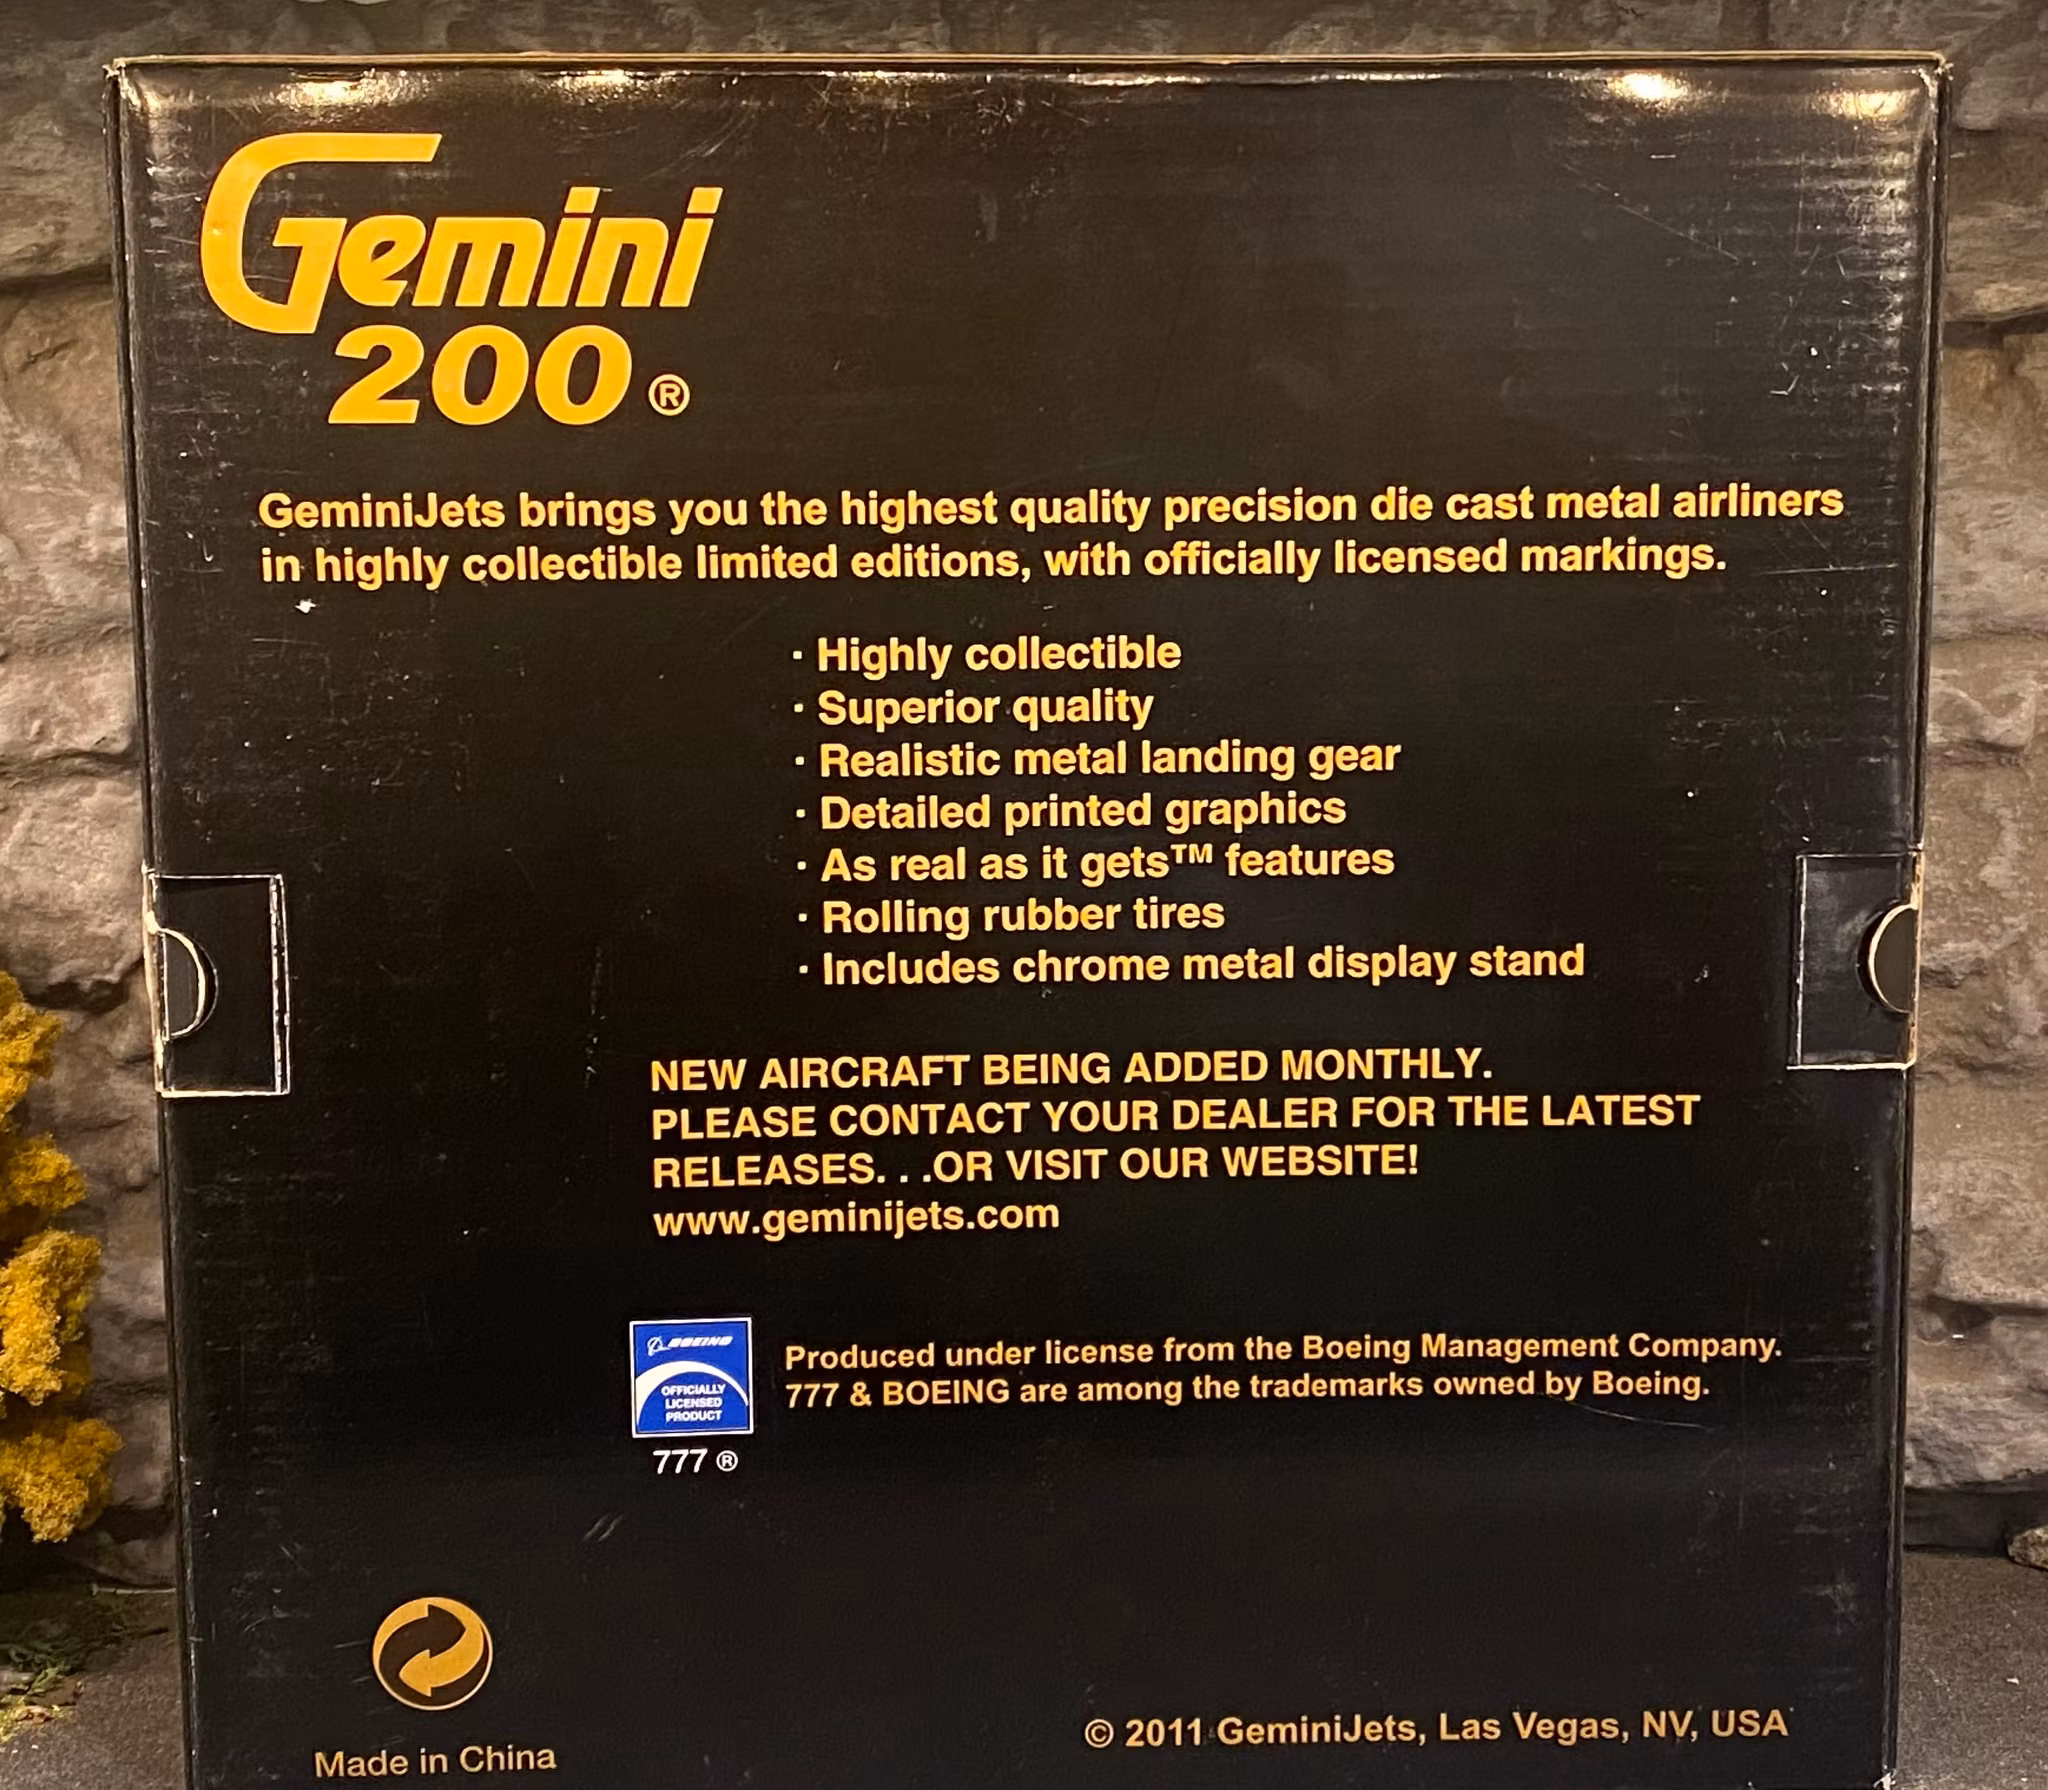 Gemini
200 ®
GeminiJets brings you the highest quality precision die cast metal airliners
in highly collectible limited editions, with officially licensed markings.
· Highly collectible
· Superior quality
· Realistic metal landing gear
· Detailed printed graphics
· As real as it gets™ features
· Rolling rubber tires
· Includes chrome metal display stand
NEW AIRCRAFT BEING ADDED MONTHLY.
PLEASE CONTACT YOUR DEALER FOR THE LATEST
RELEASES. . .OR VISIT OUR WEBSITE!
www.geminijets.com
BOEING
OFFICIALLY
LICENSED
PRODUCT
777 ®
Produced under license from the Boeing Management Company.
777 & BOEING are among the trademarks owned by Boeing.
Made in China
© 2011 GeminiJets, Las Vegas, NV, USA